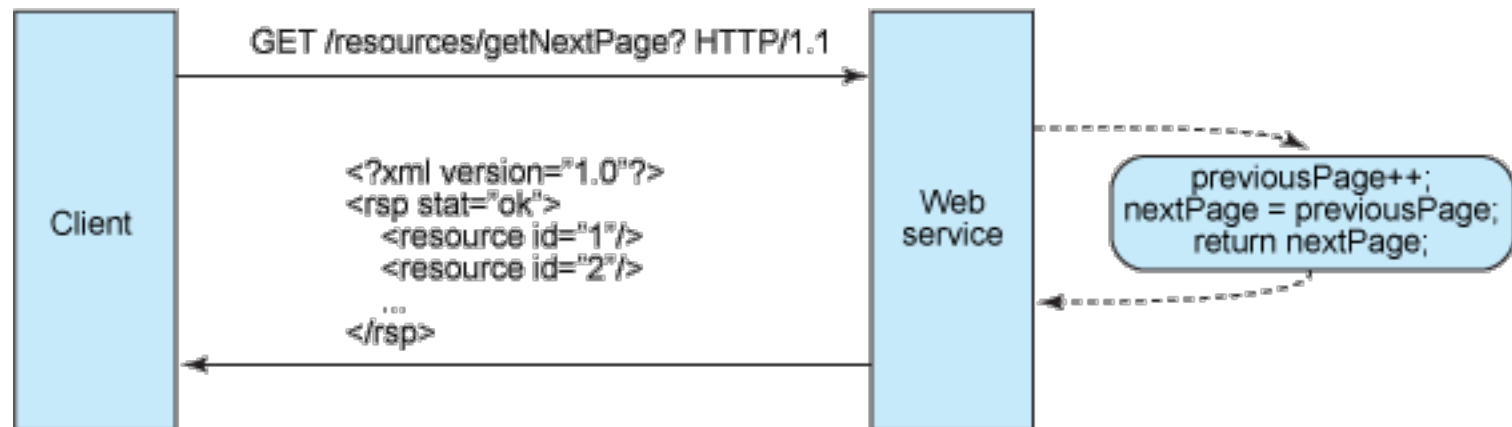 GET /resources/getNextPage? HTTP/1.1
Client
<?xml version="1.0"?>
<rsp stat="ok">
<resource id="1"/>
<resource id="2"/>
...
</rsp>
Web
service
previousPage++;
nextPage = previousPage;
return nextPage;